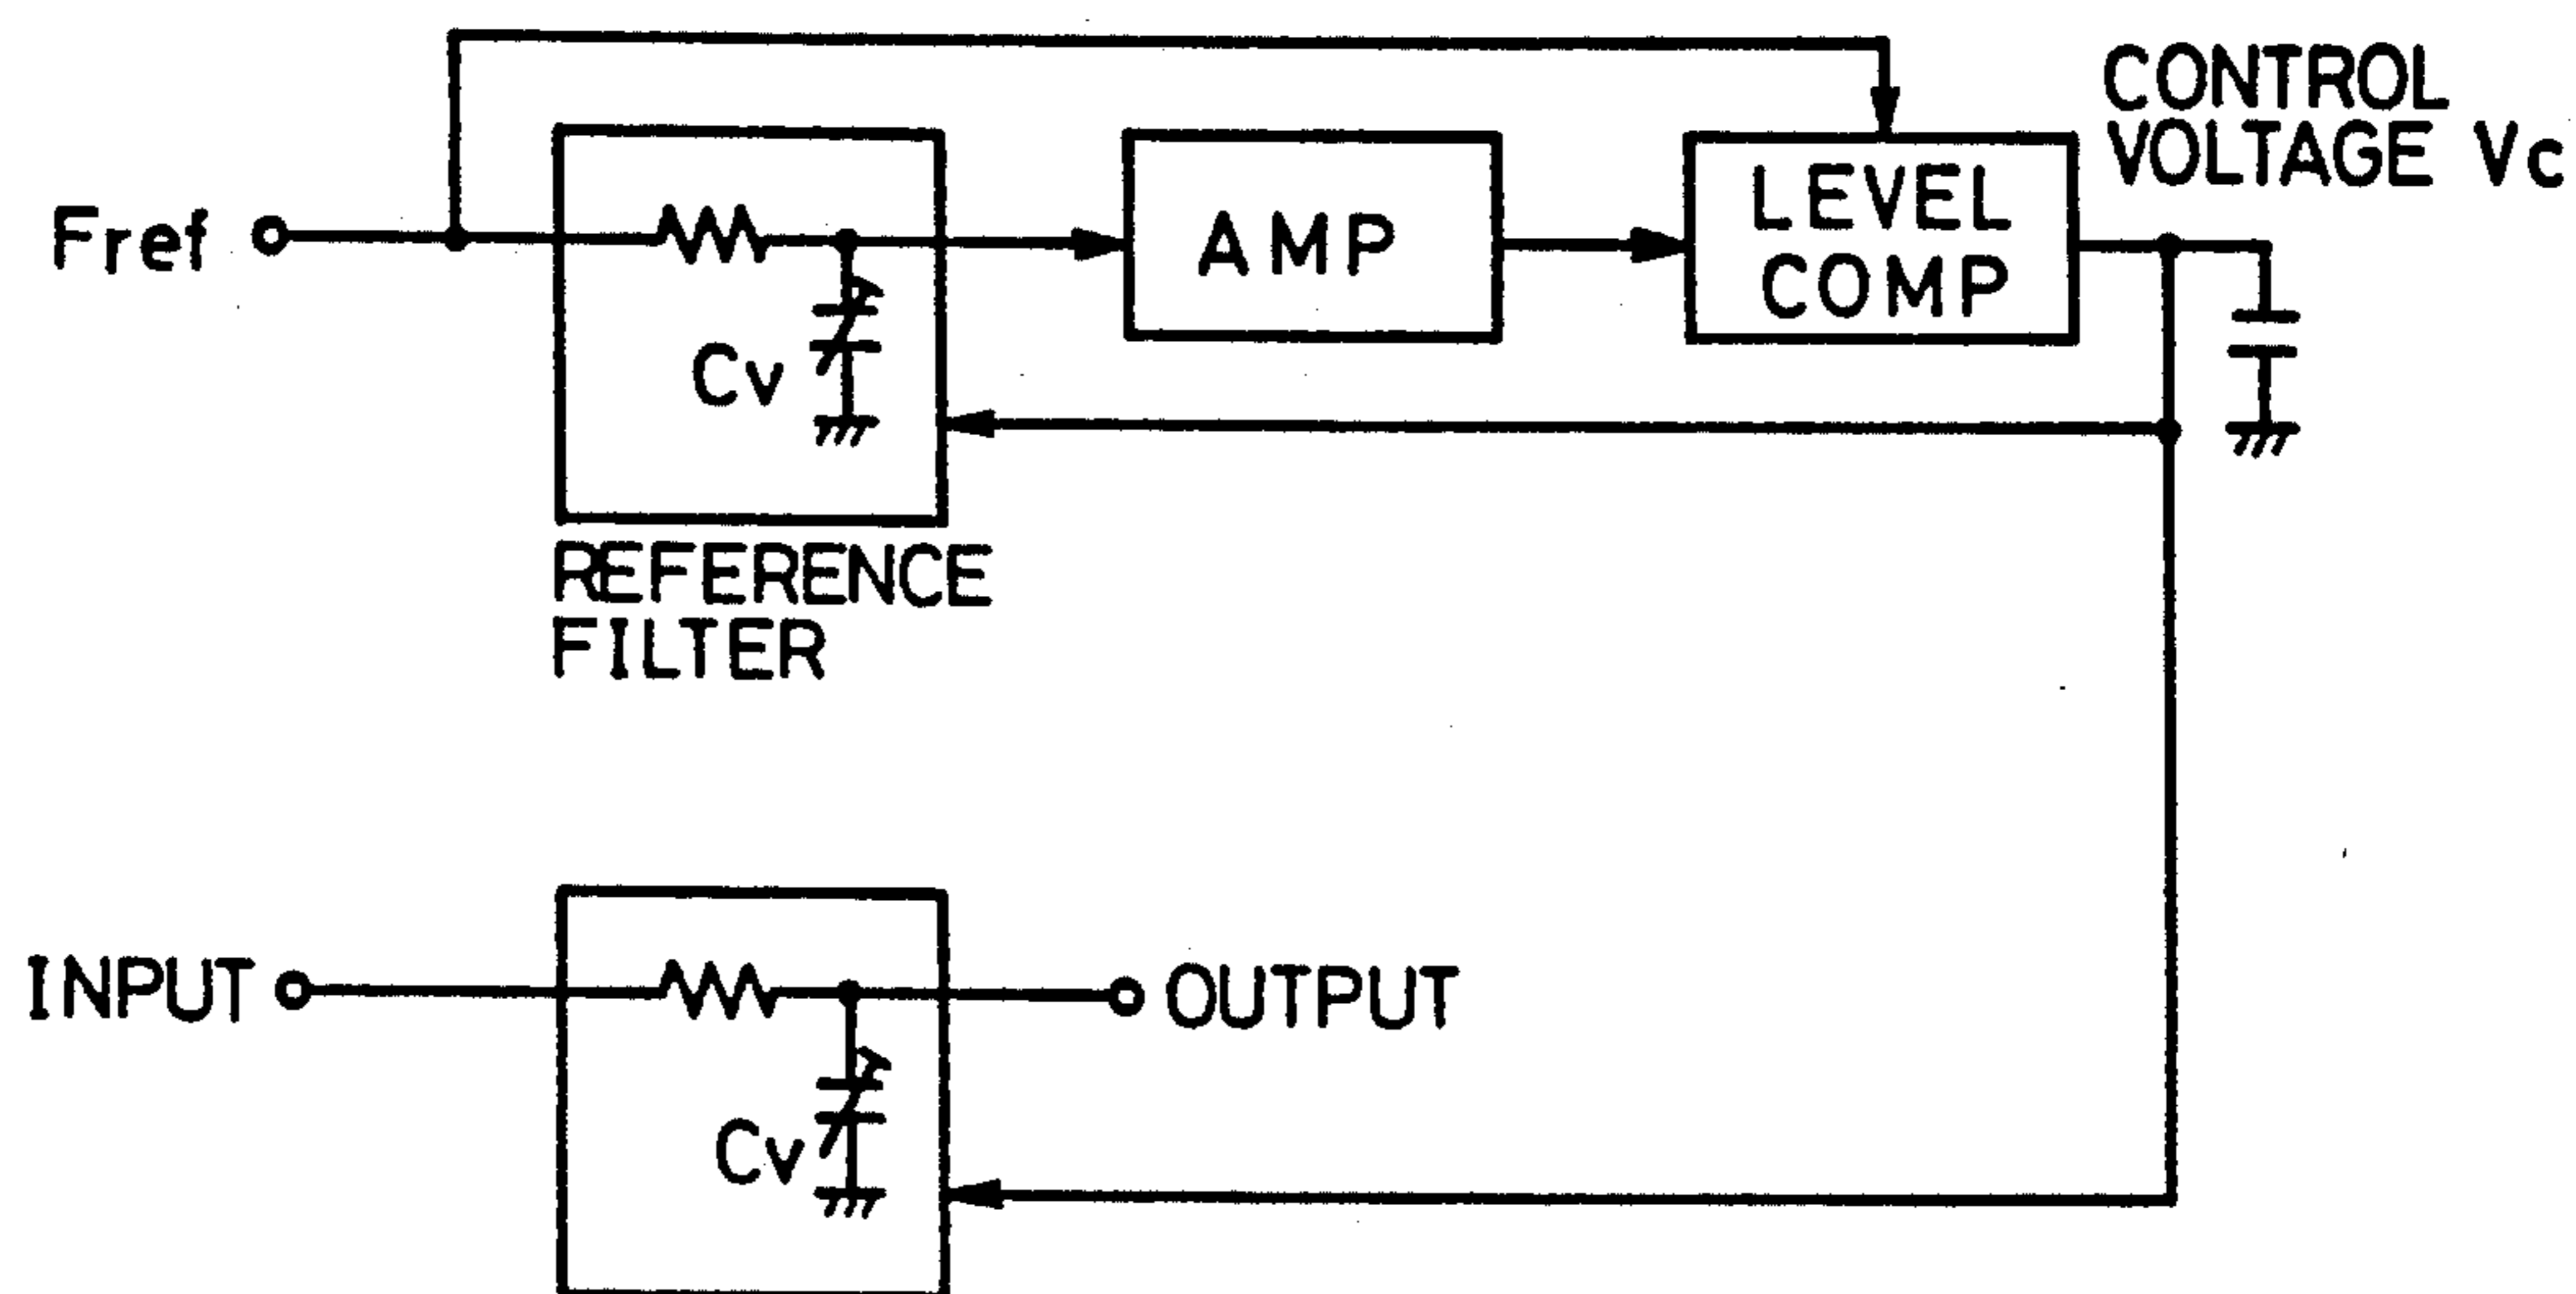 CONTROL
VOLTAGE Vc
Fref
AMP
LEVEL
COMP
Cv
REFERENCE
FILTER
INPUT
OUTPUT
Cv